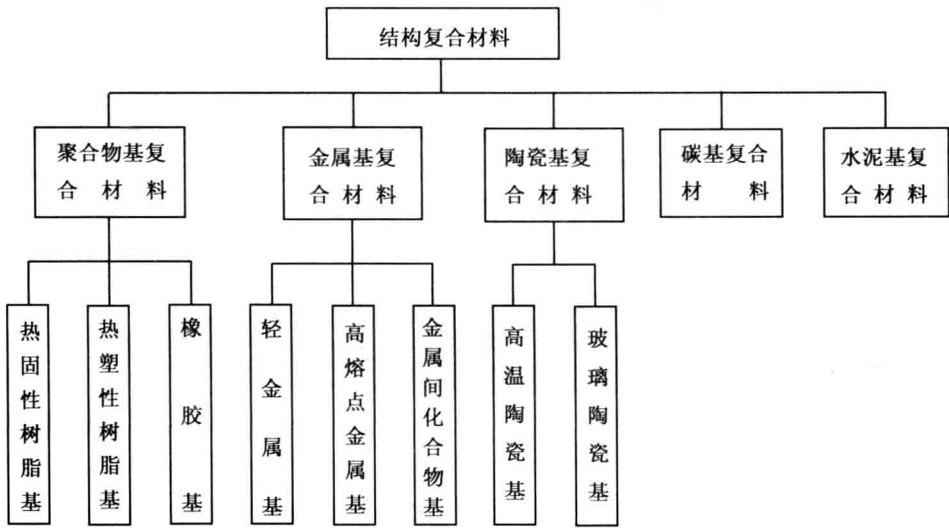 结构复合材料
聚合物基复
合材料
金属基复
合材料
陶瓷基复
合材料
碳基复合
材料
水泥基复
合材料
热固性树脂基
热塑性树脂基
橡胶基
轻金属基
高熔点金属基
金属间化合物基
高温陶瓷基
玻璃陶瓷基